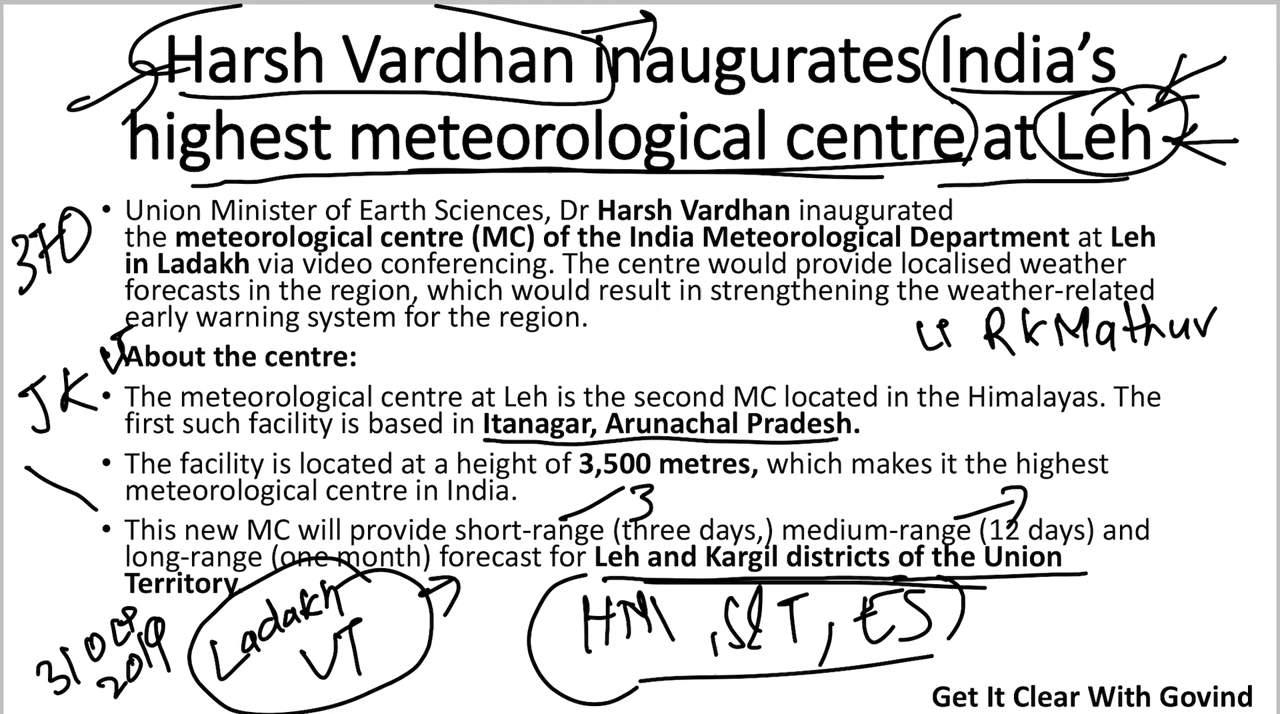 Harsh Vardhan inaugurates India's
highest meteorological centre at Leh
370
• Union Minister of Earth Sciences, Dr Harsh Vardhan inaugurated
the meteorological centre (MC) of the India Meteorological Department at Leh
in Ladakh via video conferencing. The centre would provide localised weather
forecasts in the region, which would result in strengthening the weather-related
early warning system for the region.
RK Mathur
UT
About the centre:
JK
• The meteorological centre at Leh is the second MC located in the Himalayas. The
first such facility is based in Itanagar, Arunachal Pradesh.
• The facility is located at a height of 3,500 metres, which makes it the highest
meteorological centre in India.
3
• This new MC will provide short-range (three days,) medium-range (12 days) and
long-range (one month) forecast for Leh and Kargil districts of the Union
Territory
31 Oct
2019
Ladakh
UT
HM, S&T, ES
Get It Clear With Govind